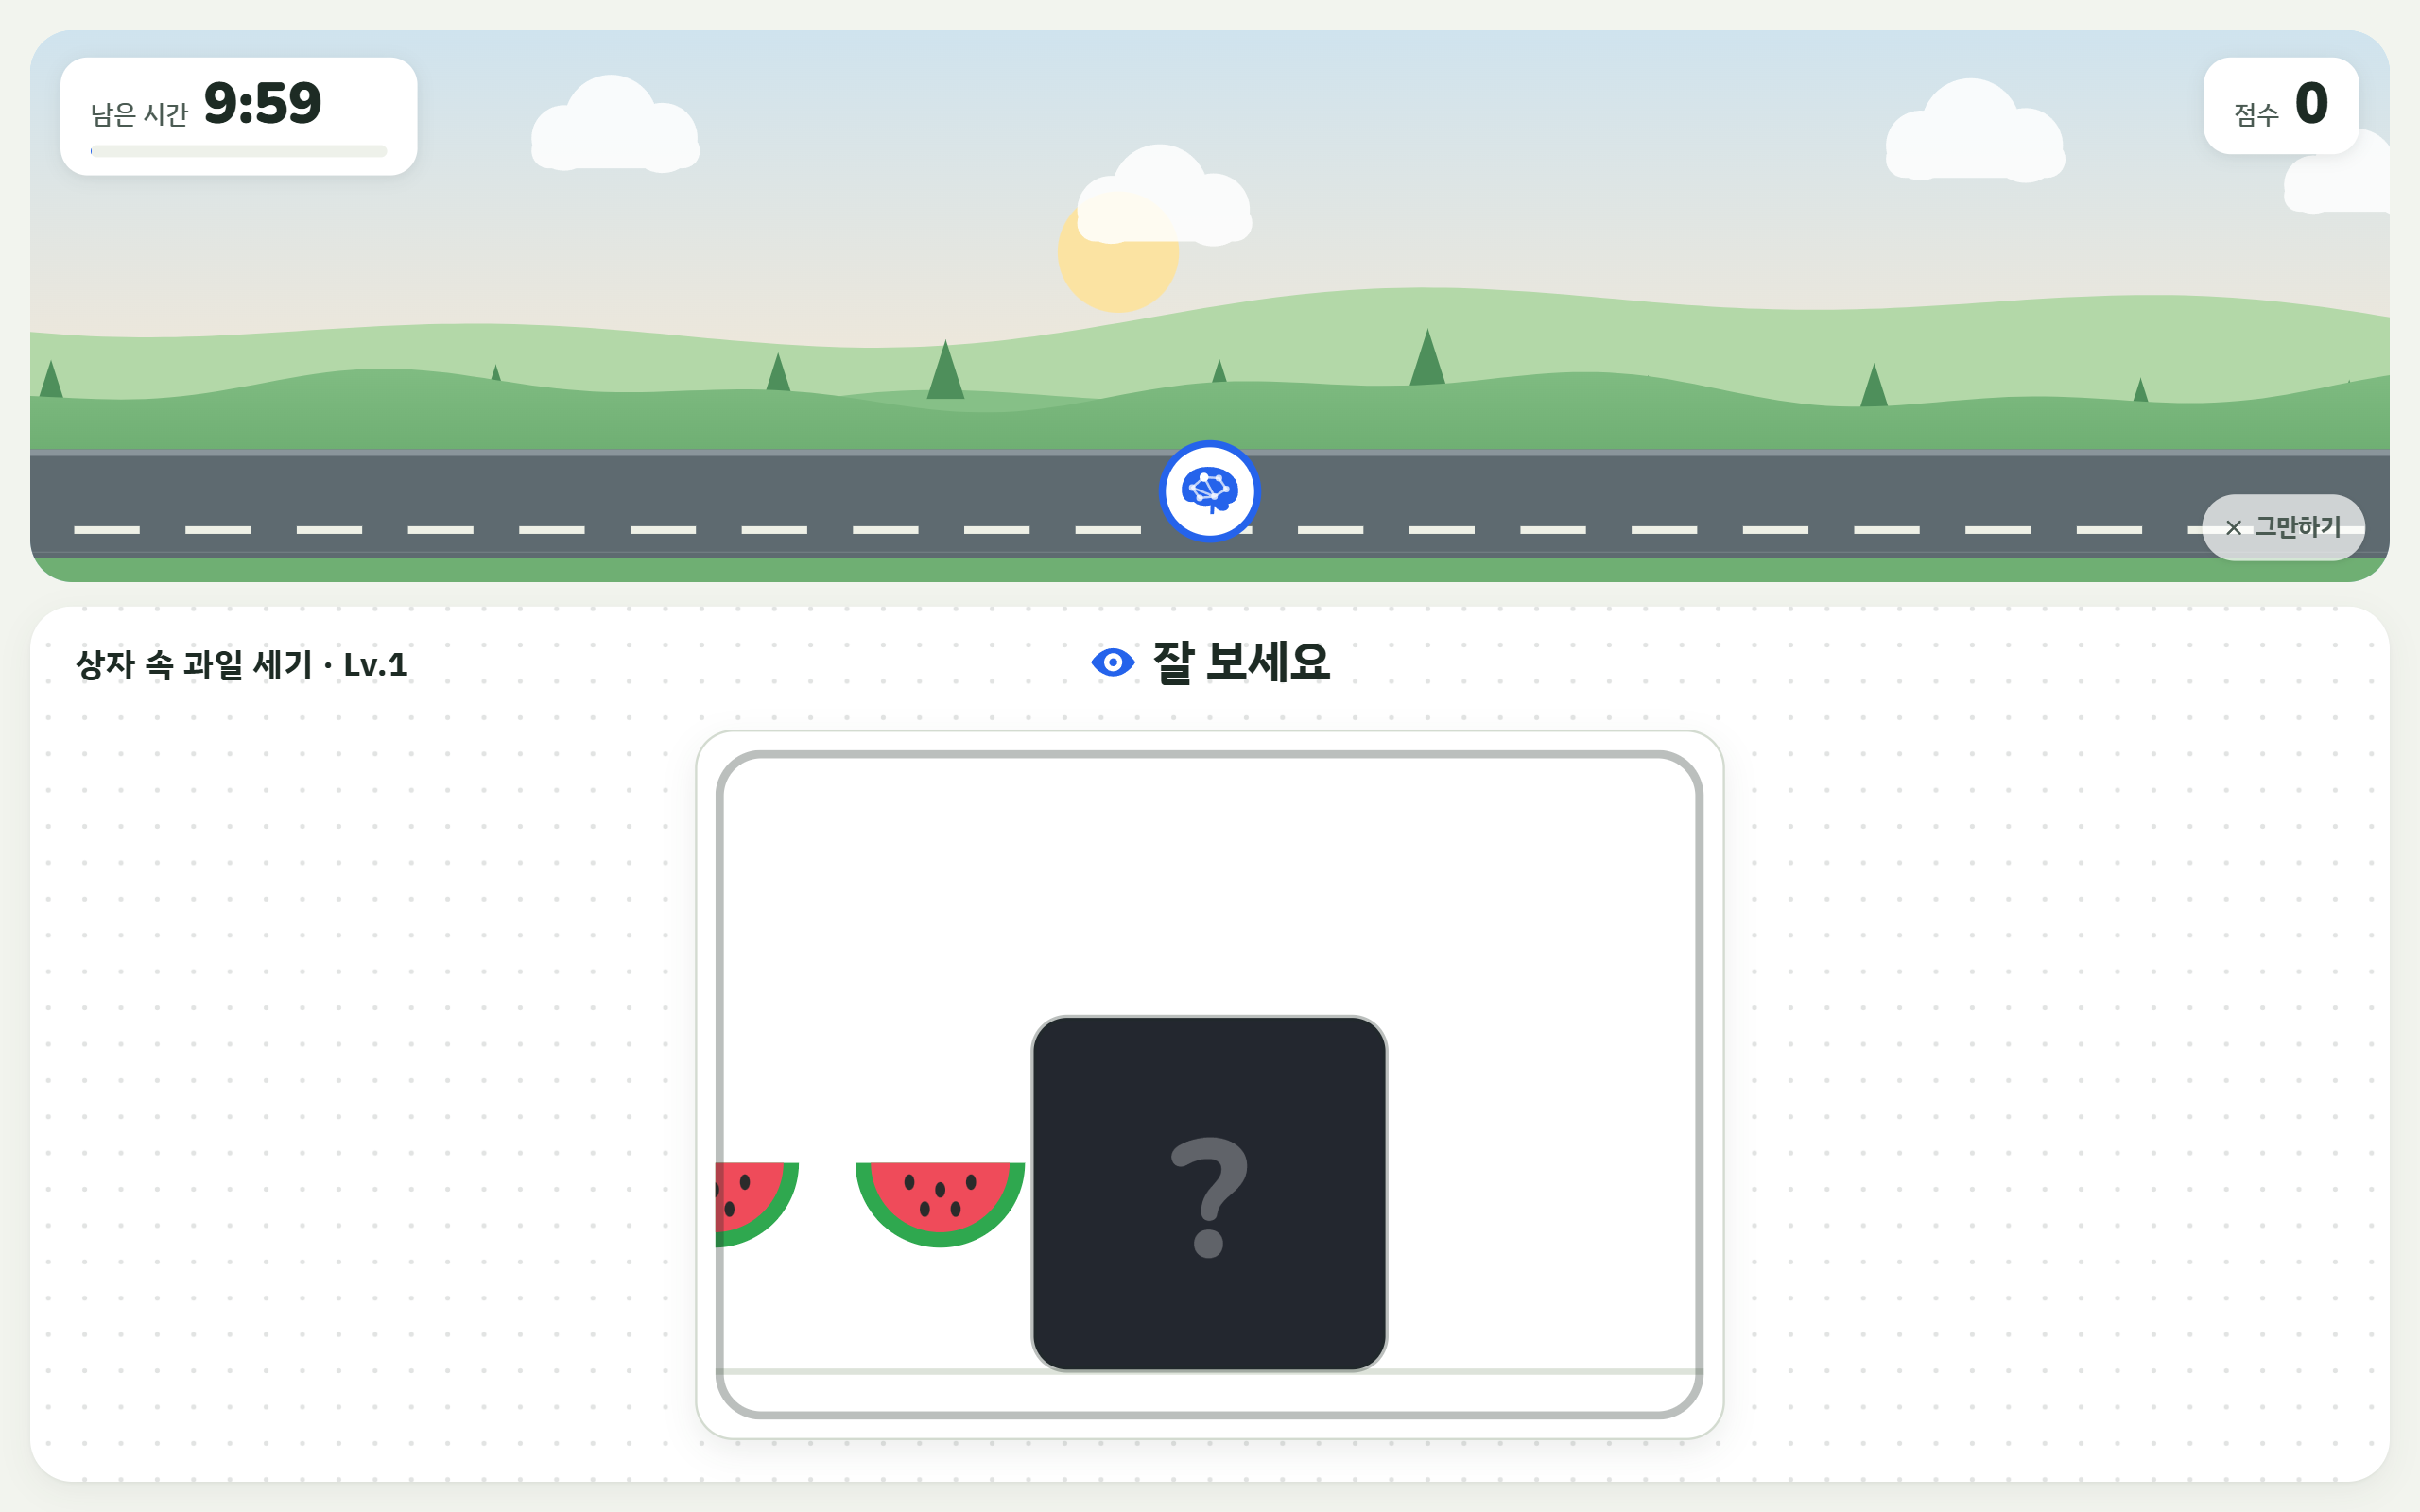 남은 시간 9:59
점수 0
× 그만하기
상자 속 과일 세기 · Lv.1
잘 보세요
?